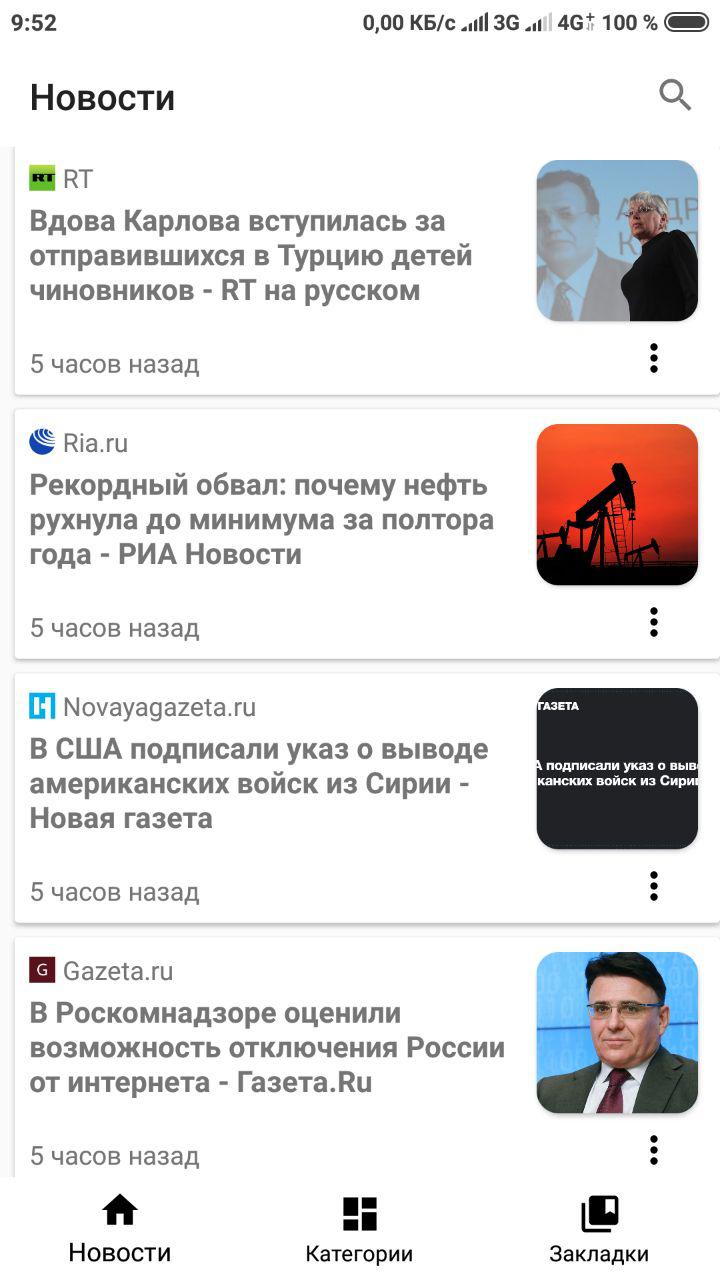 9:52
0,00 КБ/с 3G 4G+ 100 %
Новости
RT RT
Вдова Карлова вступилась за
отправившихся в Турцию детей
чиновников - RT на русском
5 часов назад
Ria.ru
Рекордный обвал: почему нефть
рухнула до минимума за полтора
года - РИА Новости
5 часов назад
Novayagazeta.ru
В США подписали указ о выводе
американских войск из Сирии -
Новая газета
5 часов назад
ГАЗЕТА
А подписали указ о выв
канских войск из Сири
G Gazeta.ru
В Роскомнадзоре оценили
возможность отключения России
от интернета - Газета.Ru
5 часов назад
Новости
Категории
Закладки